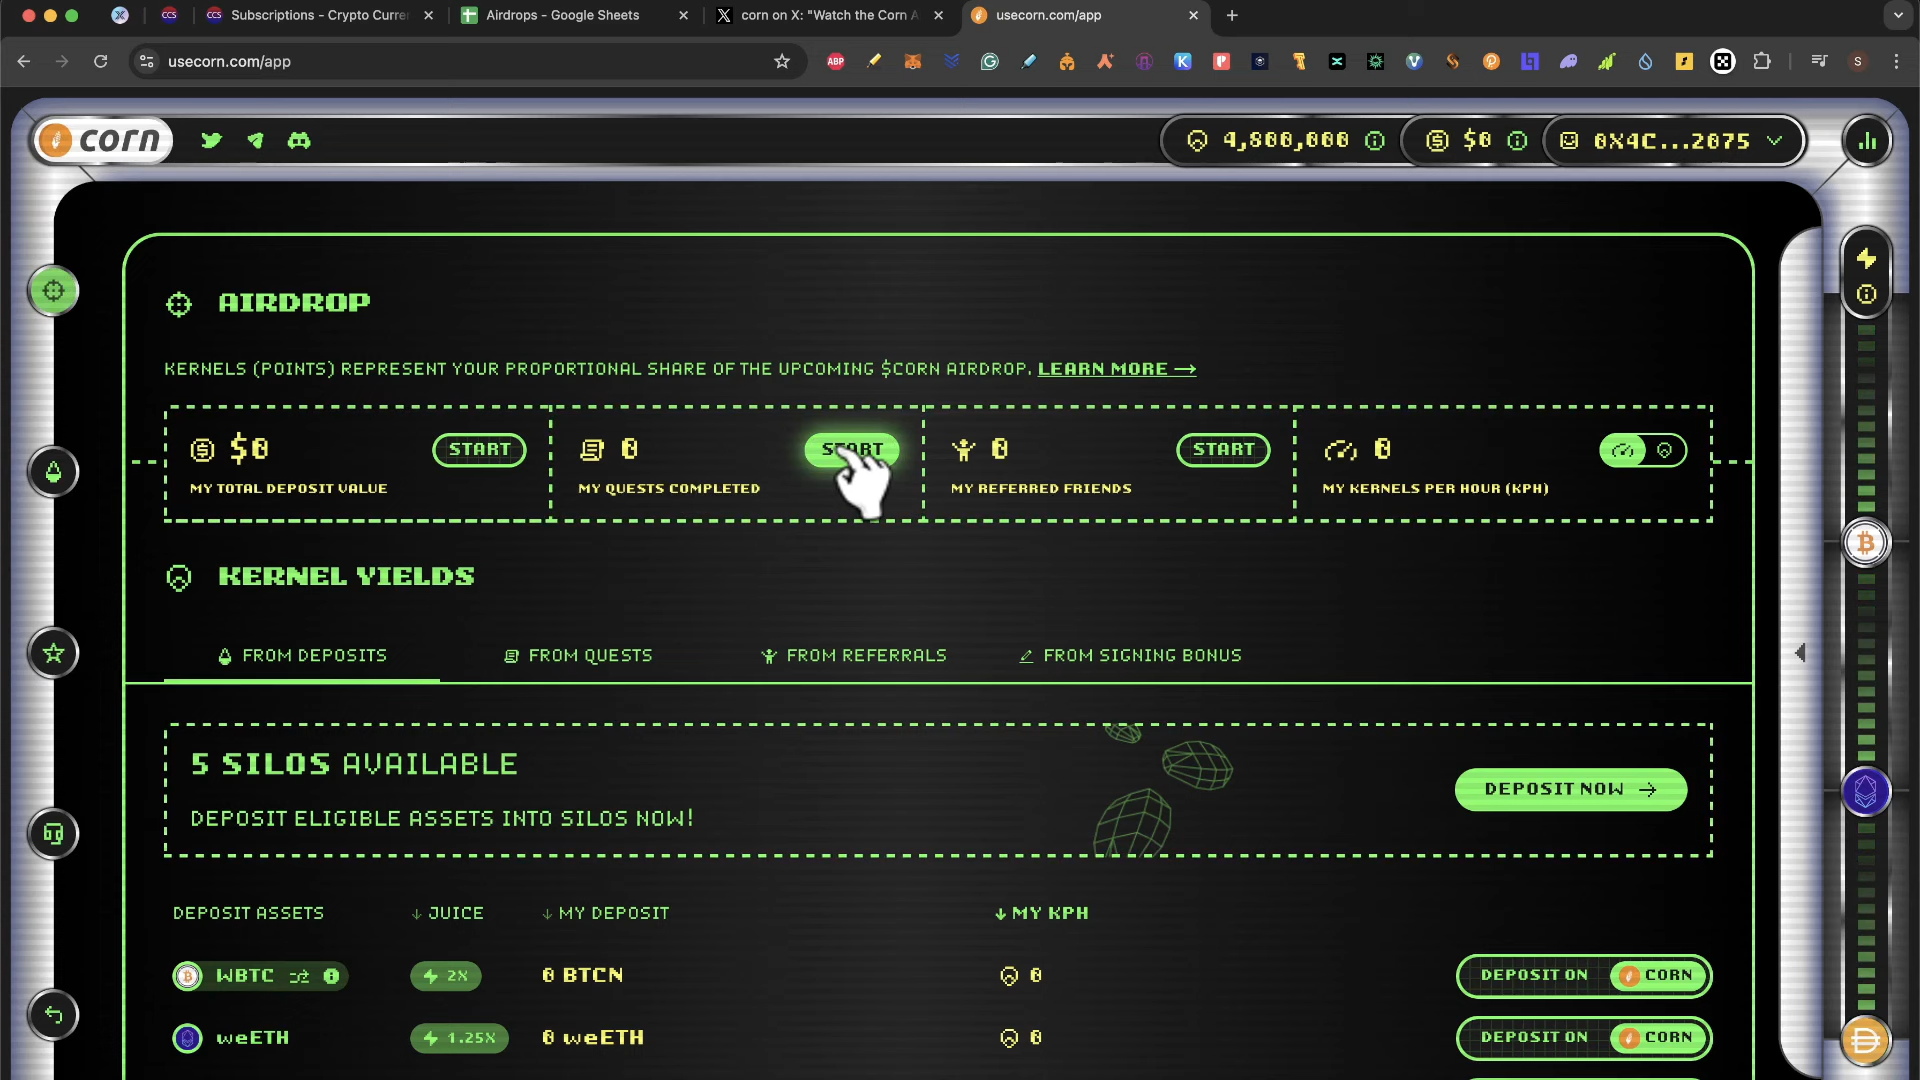 Subscriptions - Crypto Curre
Airdrops - Google Sheets
corn on X: "Watch the Corn A
usecorn.com/app
usecorn.com/app
ABP
S
corn
4,800,000
$0
0X4C...2075
AIRDROP
KERNELS (POINTS) REPRESENT YOUR PROPORTIONAL SHARE OF THE UPCOMING $CORN AIRDROP. LEARN MORE →
$0
START
MY TOTAL DEPOSIT VALUE
0
START
MY QUESTS COMPLETED
0
START
MY REFERRED FRIENDS
0
MY KERNELS PER HOUR (KPH)
KERNEL YIELDS
FROM DEPOSITS
FROM QUESTS
FROM REFERRALS
FROM SIGNING BONUS
5 SILOS AVAILABLE
DEPOSIT ELIGIBLE ASSETS INTO SILOS NOW!
DEPOSIT NOW →
DEPOSIT ASSETS
↓ JUICE
↓ MY DEPOSIT
↓ MY KPH
WBTC
2X
0 BTCN
0
DEPOSIT ON CORN
weETH
1.25X
0 weETH
0
DEPOSIT ON CORN